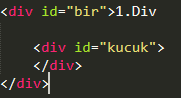 <div id="bir">1.Div
<div id="kucuk">
</div>
</div>